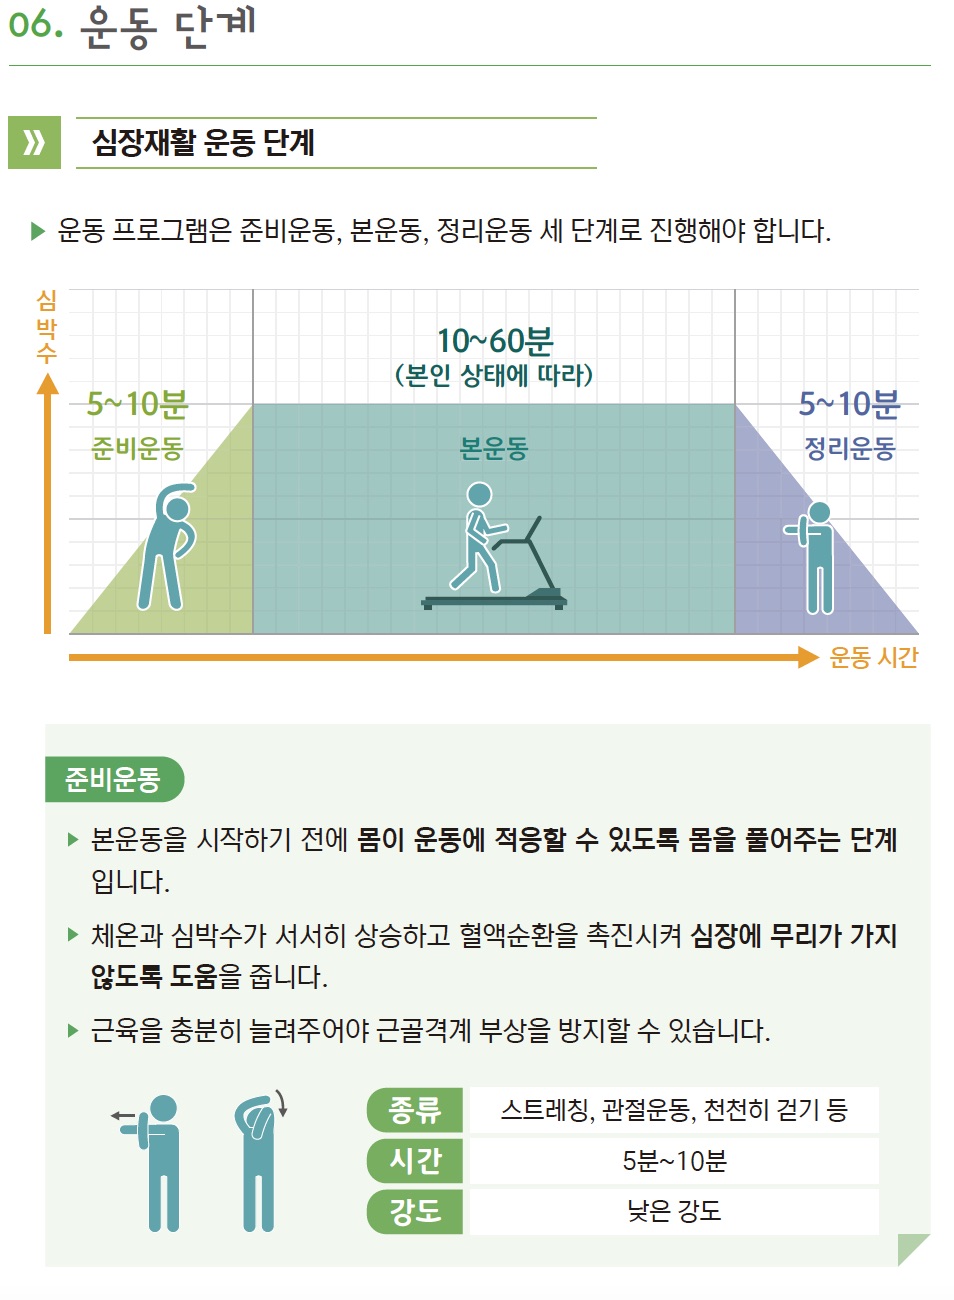 06. 운동 단계
심장재활 운동 단계
운동 프로그램은 준비운동, 본운동, 정리운동 세 단계로 진행해야 합니다.
심박수
10~60분
(본인 상태에 따라)
5~10분
준비운동
본운동
5~10분
정리운동
운동 시간
준비운동
본운동을 시작하기 전에 몸이 운동에 적응할 수 있도록 몸을 풀어주는 단계
입니다.
체온과 심박수가 서서히 상승하고 혈액순환을 촉진시켜 심장에 무리가 가지
않도록 도움을 줍니다.
근육을 충분히 늘려주어야 근골격계 부상을 방지할 수 있습니다.
종류 스트레칭, 관절운동, 천천히 걷기 등
시간 5분~10분
강도 낮은 강도